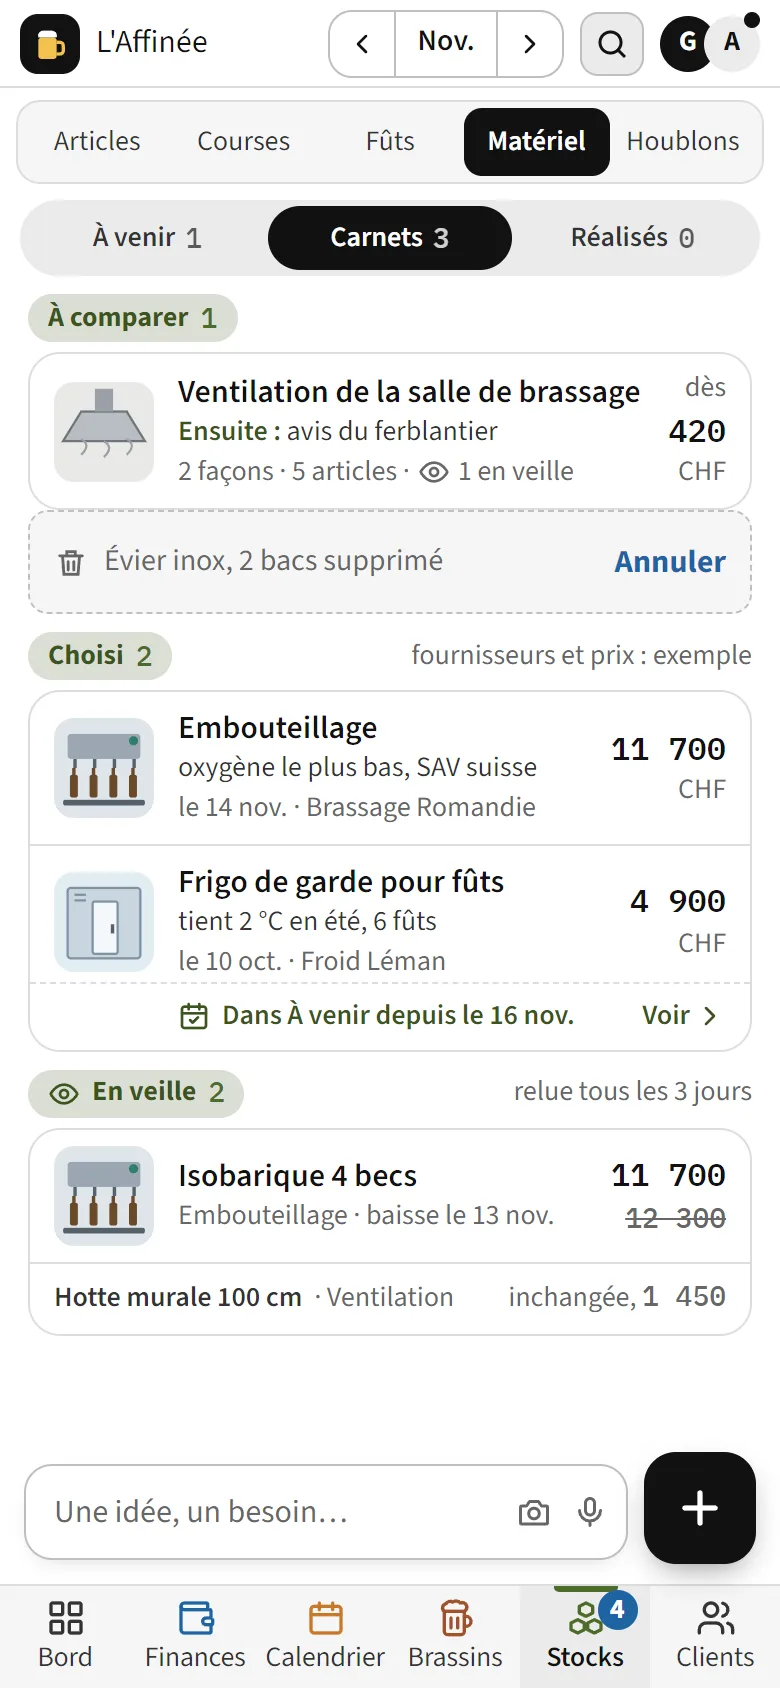 L'Affinée
Nov.
G
A
Articles
Courses
Fûts
Matériel
Houblons
À venir 1
Carnets 3
Réalisés 0
À comparer 1
Ventilation de la salle de brassage
dès
Ensuite : avis du ferblantier
420
2 façons · 5 articles · 1 en veille
CHF
Évier inox, 2 bacs supprimé
Annuler
Choisi 2
fournisseurs et prix : exemple
Embouteillage
11 700
oxygène le plus bas, SAV suisse
CHF
le 14 nov. · Brassage Romandie
Frigo de garde pour fûts
4 900
tient 2 °C en été, 6 fûts
CHF
le 10 oct. · Froid Léman
Dans À venir depuis le 16 nov.
Voir
En veille 2
relue tous les 3 jours
Isobarique 4 becs
11 700
Embouteillage · baisse le 13 nov.
12 300
Hotte murale 100 cm · Ventilation
inchangée, 1 450
Une idée, un besoin…
4
Bord
Finances
Calendrier
Brassins
Stocks
Clients